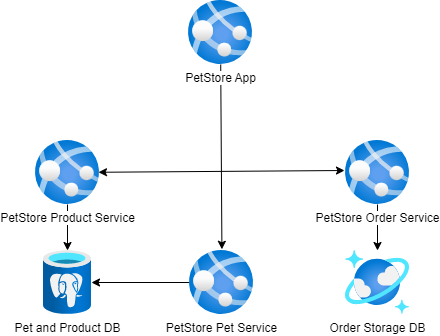 PetStore App
PetStore Product Service
PetStore Order Service
Pet and Product DB
PetStore Pet Service
Order Storage DB